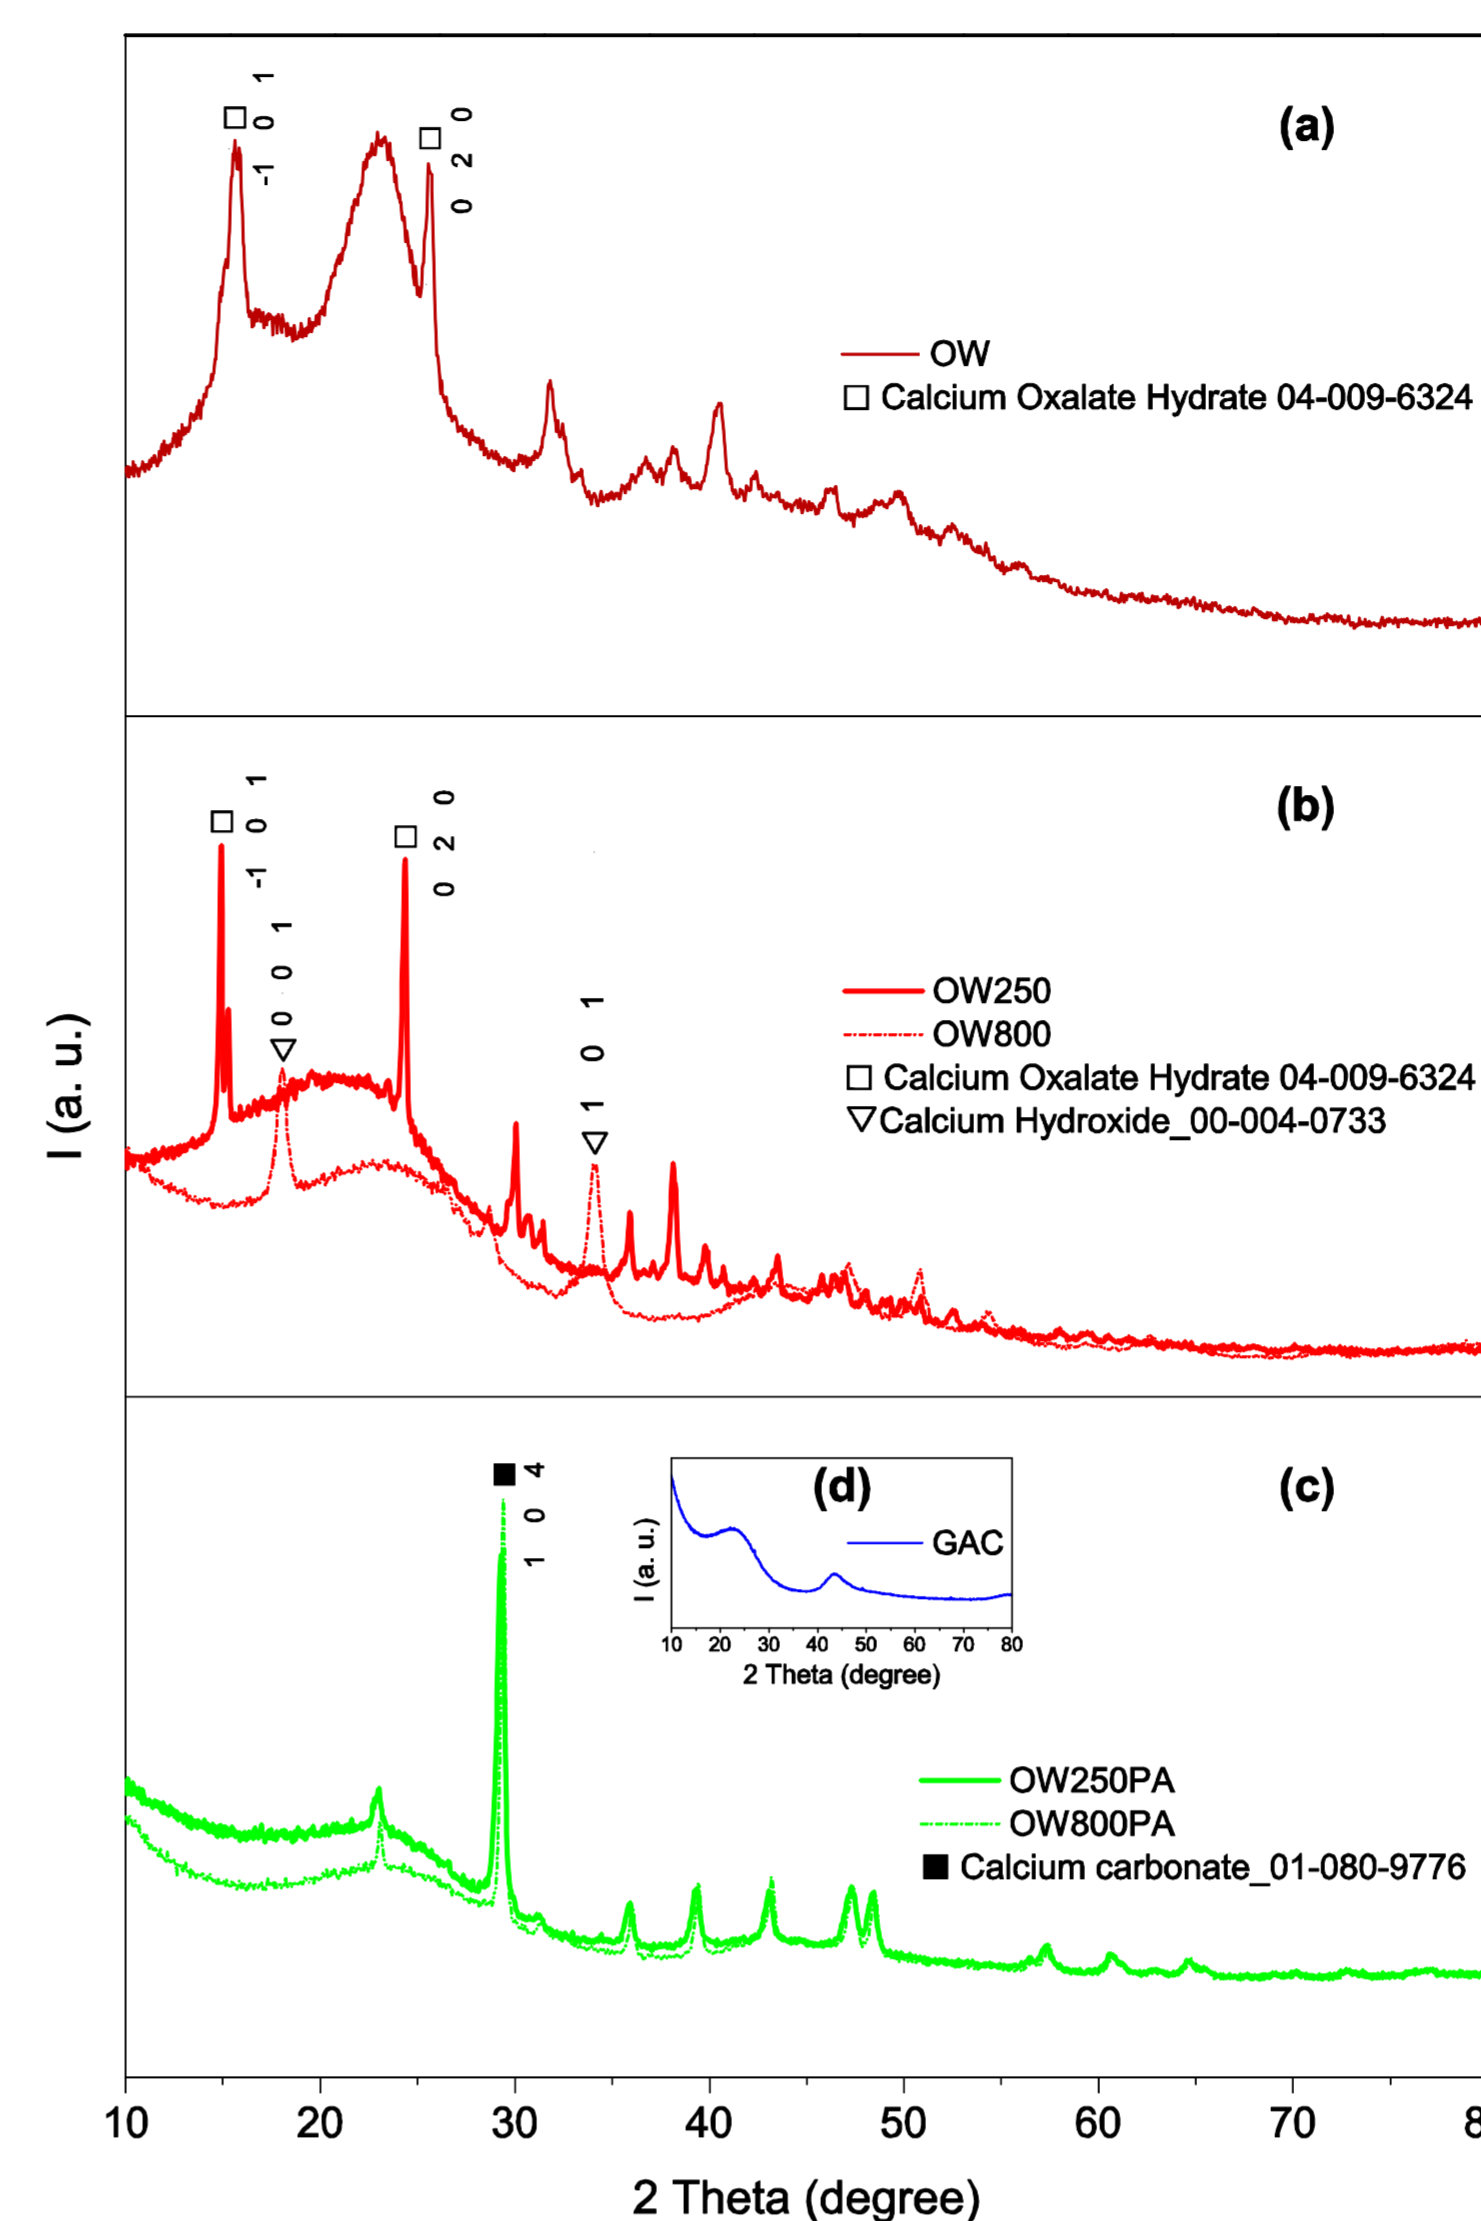 (a)
-1 0 1
0 2 0
OW
Calcium Oxalate Hydrate 04-009-6324
(b)
-1 0 1
0 2 0
0 0 1
1 0 1
OW250
OW800
Calcium Oxalate Hydrate 04-009-6324
Calcium Hydroxide_00-004-0733
I (a. u.)
(c)
1 0 4
(d)
I (a. u.)
GAC
10 20 30 40 50 60 70 80
2 Theta (degree)
OW250PA
OW800PA
Calcium carbonate_01-080-9776
10 20 30 40 50 60 70 8
2 Theta (degree)